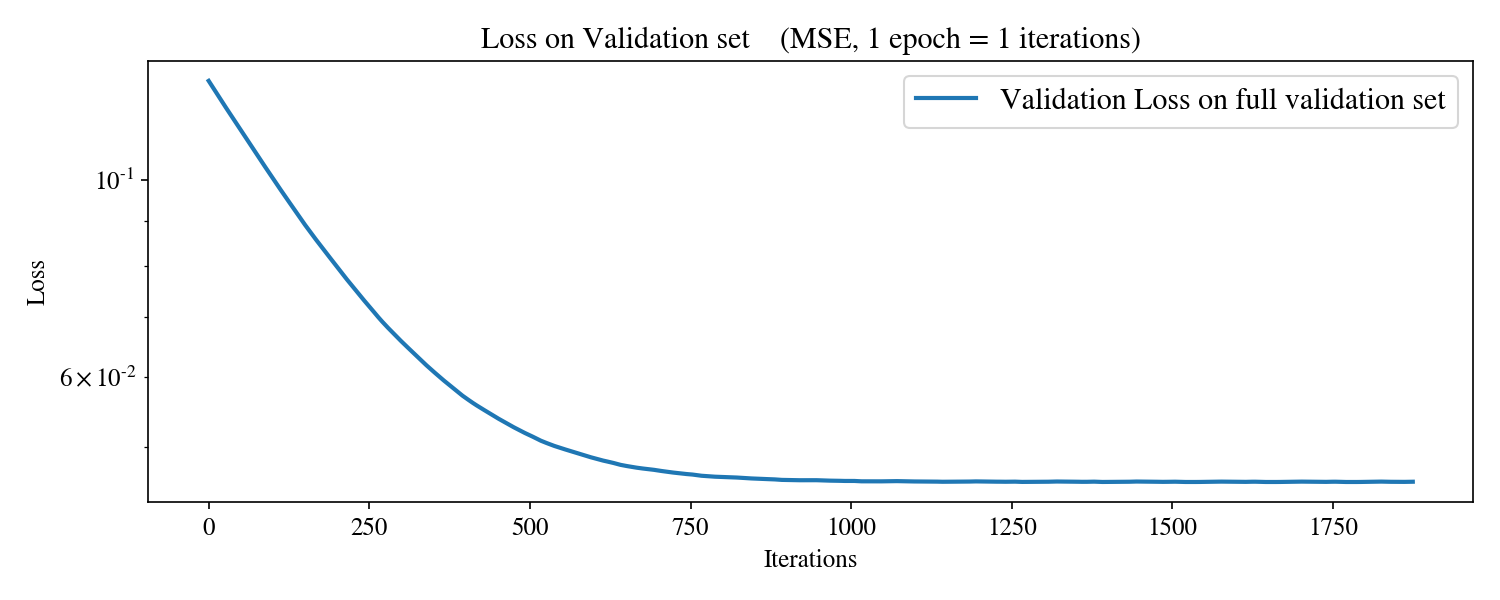 Loss on Validation set (MSE, 1 epoch = 1 iterations)
Validation Loss on full validation set
10⁻¹
6×10⁻²
Loss
0 250 500 750 1000 1250 1500 1750
Iterations